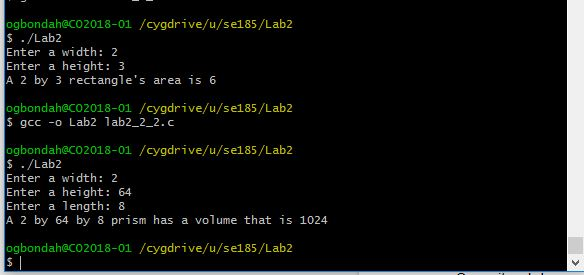 ogbondah@CO2018-01 /cygdrive/u/se185/Lab2
$ ./Lab2
Enter a width: 2
Enter a height: 3
A 2 by 3 rectangle's area is 6
ogbondah@CO2018-01 /cygdrive/u/se185/Lab2
$ gcc -o Lab2 lab2_2_2.c
ogbondah@CO2018-01 /cygdrive/u/se185/Lab2
$ ./Lab2
Enter a width: 2
Enter a height: 64
Enter a length: 8
A 2 by 64 by 8 prism has a volume that is 1024
ogbondah@CO2018-01 /cygdrive/u/se185/Lab2
$